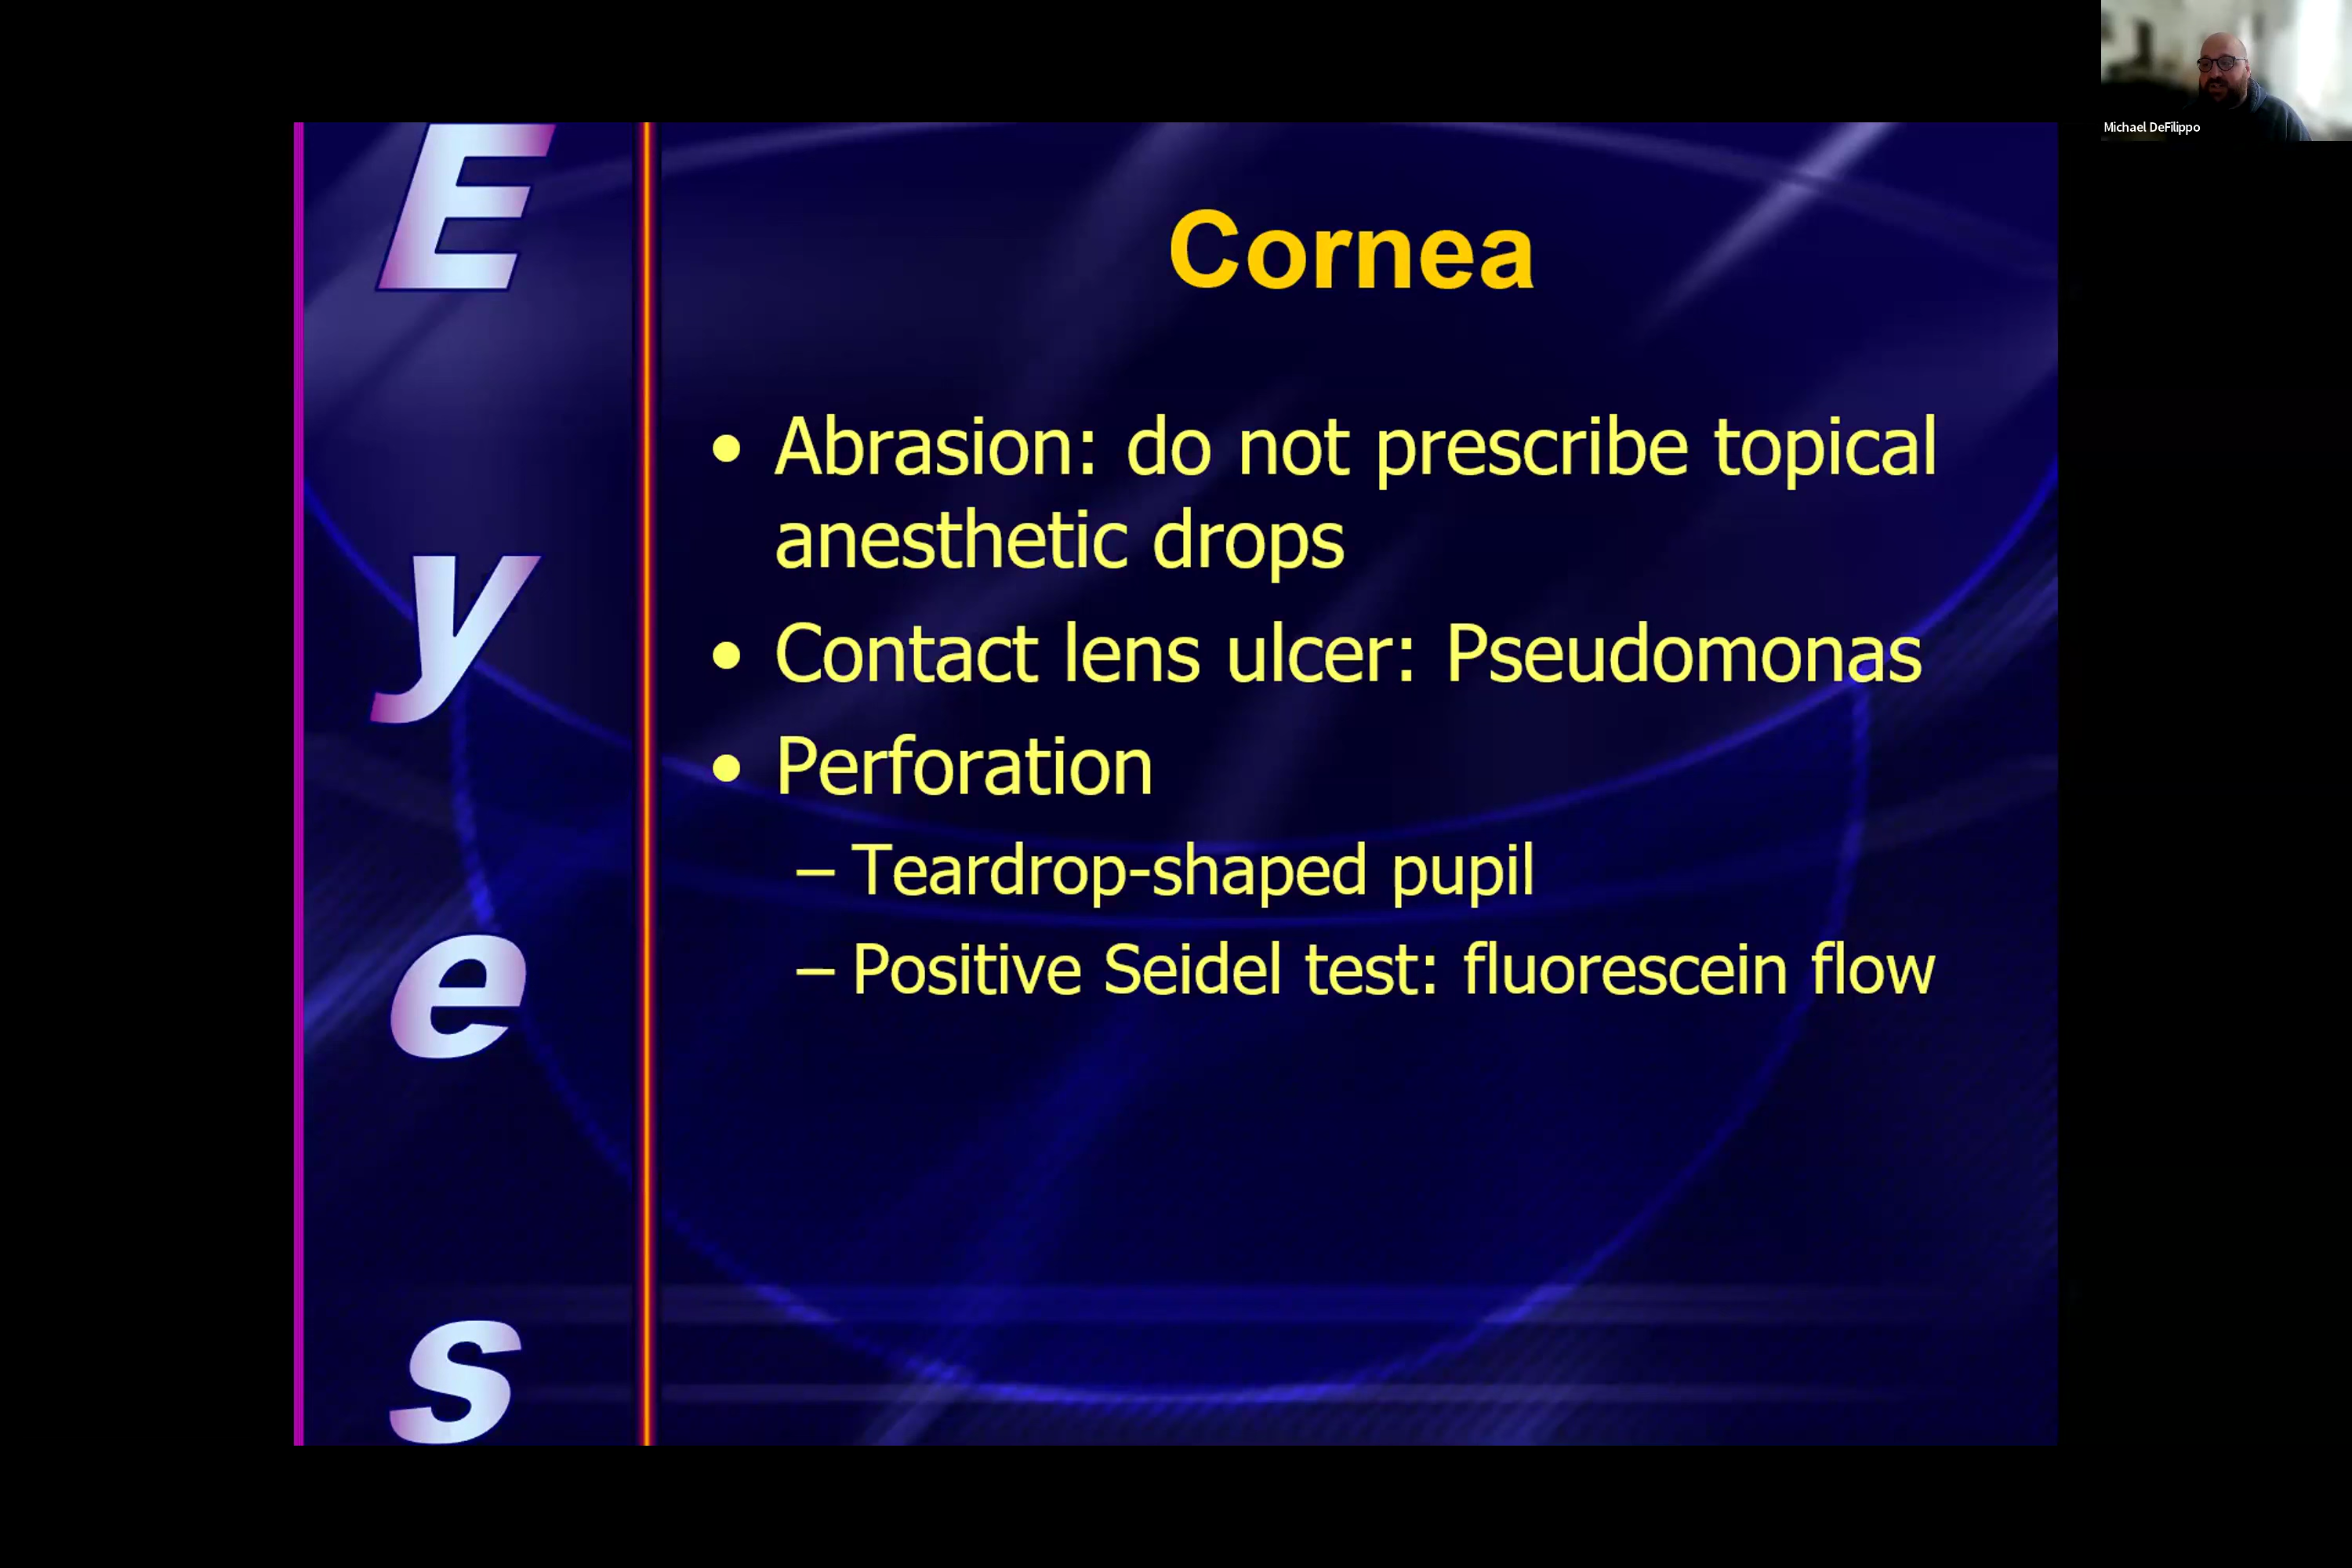 Eyes
Cornea
• Abrasion: do not prescribe topical
anesthetic drops
• Contact lens ulcer: Pseudomonas
• Perforation
– Teardrop-shaped pupil
– Positive Seidel test: fluorescein flow
Michael DeFilippo